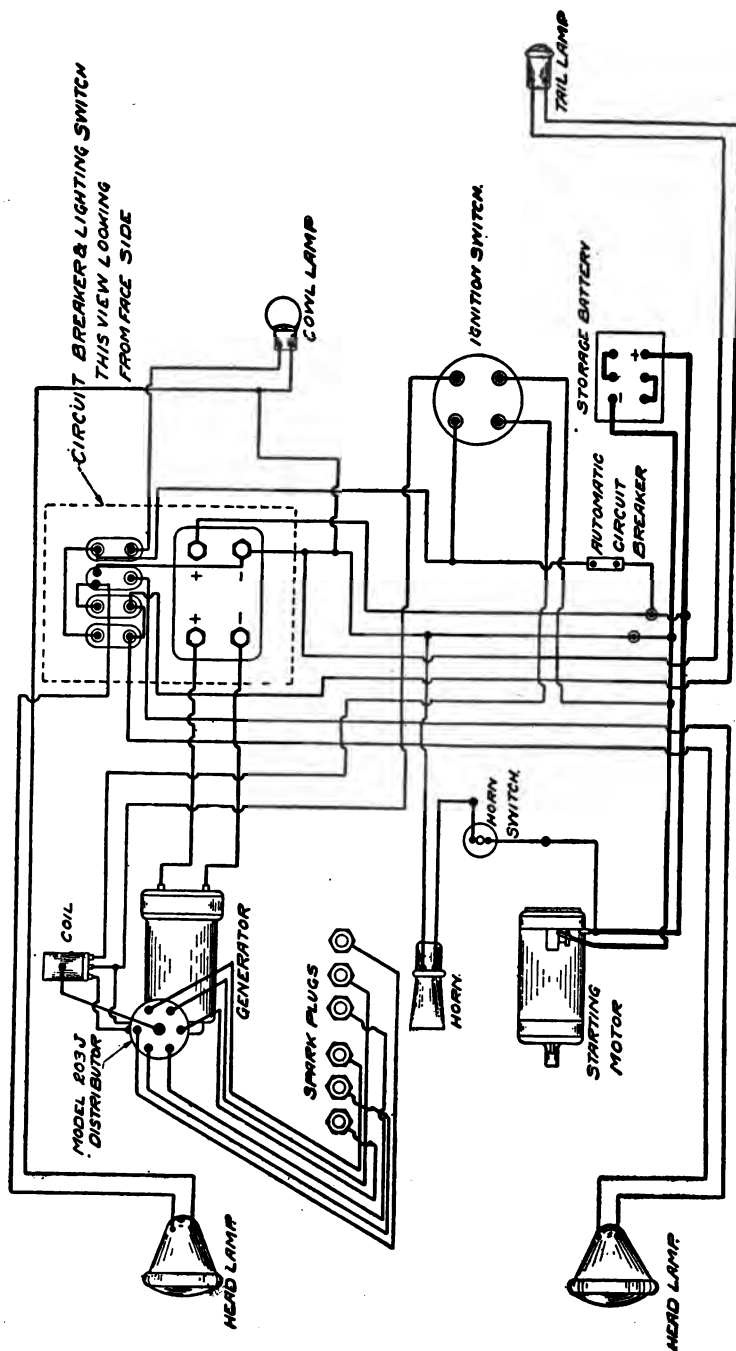 CIRCUIT BREAKER & LIGHTING SWITCH
THIS VIEW LOOKING
FROM FACE SIDE
TAIL LAMP
COWL LAMP
IGNITION SWITCH.
STORAGE BATTERY
- +
AUTOMATIC
CIRCUIT
BREAKER
+ -
+ -
COIL
MODEL 203J
DISTRIBUTOR
GENERATOR
SPARK PLUGS
HORN.
HORN
SWITCH.
STARTING
MOTOR
HEAD LAMP
HEAD LAMP.